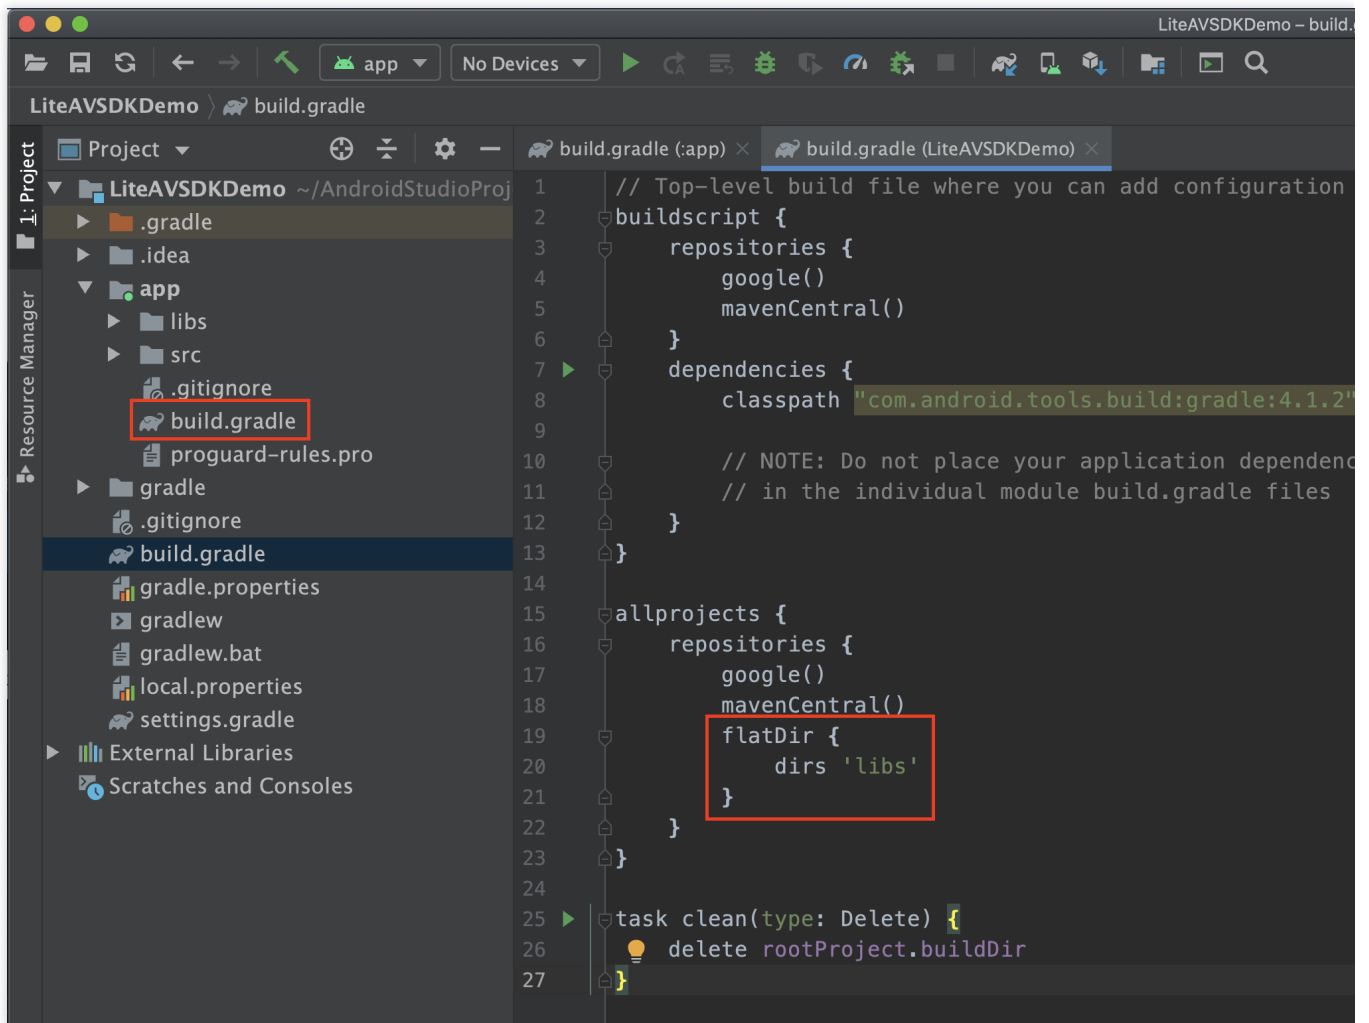 LiteAVSDKDemo – build.
app
No Devices
LiteAVSDKDemo
build.gradle
1: Project
Resource Manager
Project
LiteAVSDKDemo ~/AndroidStudioProj
.gradle
.idea
app
libs
src
.gitignore
build.gradle
proguard-rules.pro
gradle
.gitignore
build.gradle
gradle.properties
gradlew
gradlew.bat
local.properties
settings.gradle
External Libraries
Scratches and Consoles
build.gradle (:app)
build.gradle (LiteAVSDKDemo)
1 // Top-level build file where you can add configuration
2 buildscript {
3 repositories {
4 google()
5 mavenCentral()
6 }
7 dependencies {
8 classpath "com.android.tools.build:gradle:4.1.2"
9
10 // NOTE: Do not place your application dependenc
11 // in the individual module build.gradle files
12 }
13 }
14
15 allprojects {
16 repositories {
17 google()
18 mavenCentral()
19 flatDir {
20 dirs 'libs'
21 }
22 }
23 }
24
25 task clean(type: Delete) {
26 delete rootProject.buildDir
27 }